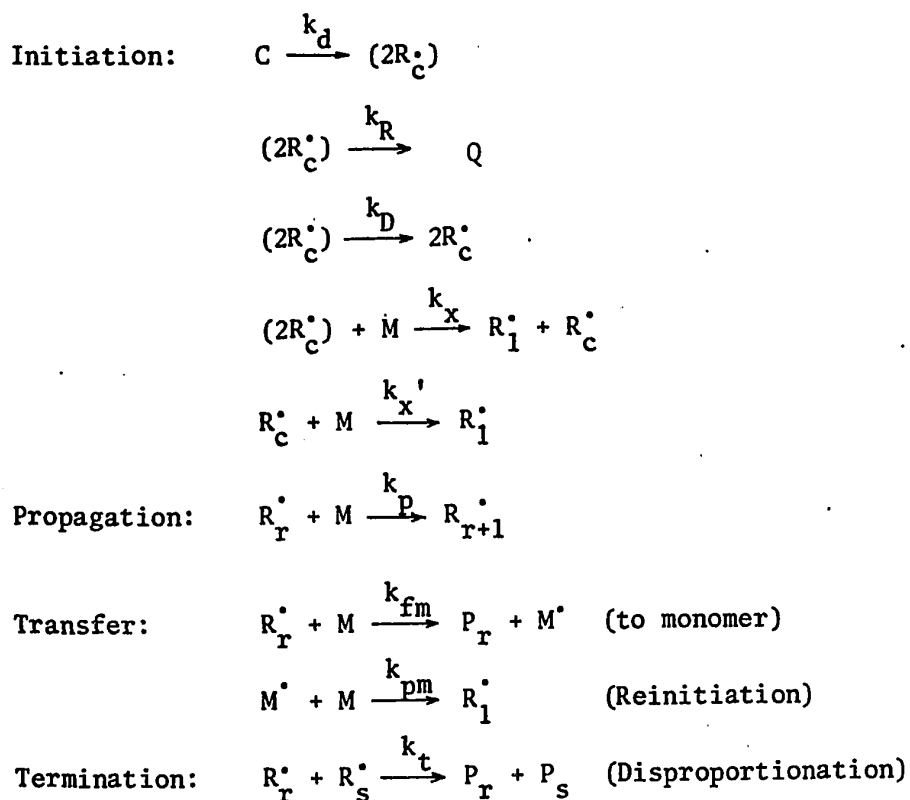 Initiation: C —k_d→ (2R_c•)
(2R_c•) —k_R→ Q
(2R_c•) —k_D→ 2R_c•
(2R_c•) + M —k_x→ R_1• + R_c•
R_c• + M —k_x'→ R_1•
Propagation: R_r• + M —k_p→ R_r+1•
Transfer: R_r• + M —k_fm→ P_r + M• (to monomer)
M• + M —k_pm→ R_1• (Reinitiation)
Termination: R_r• + R_s• —k_t→ P_r + P_s (Disproportionation)